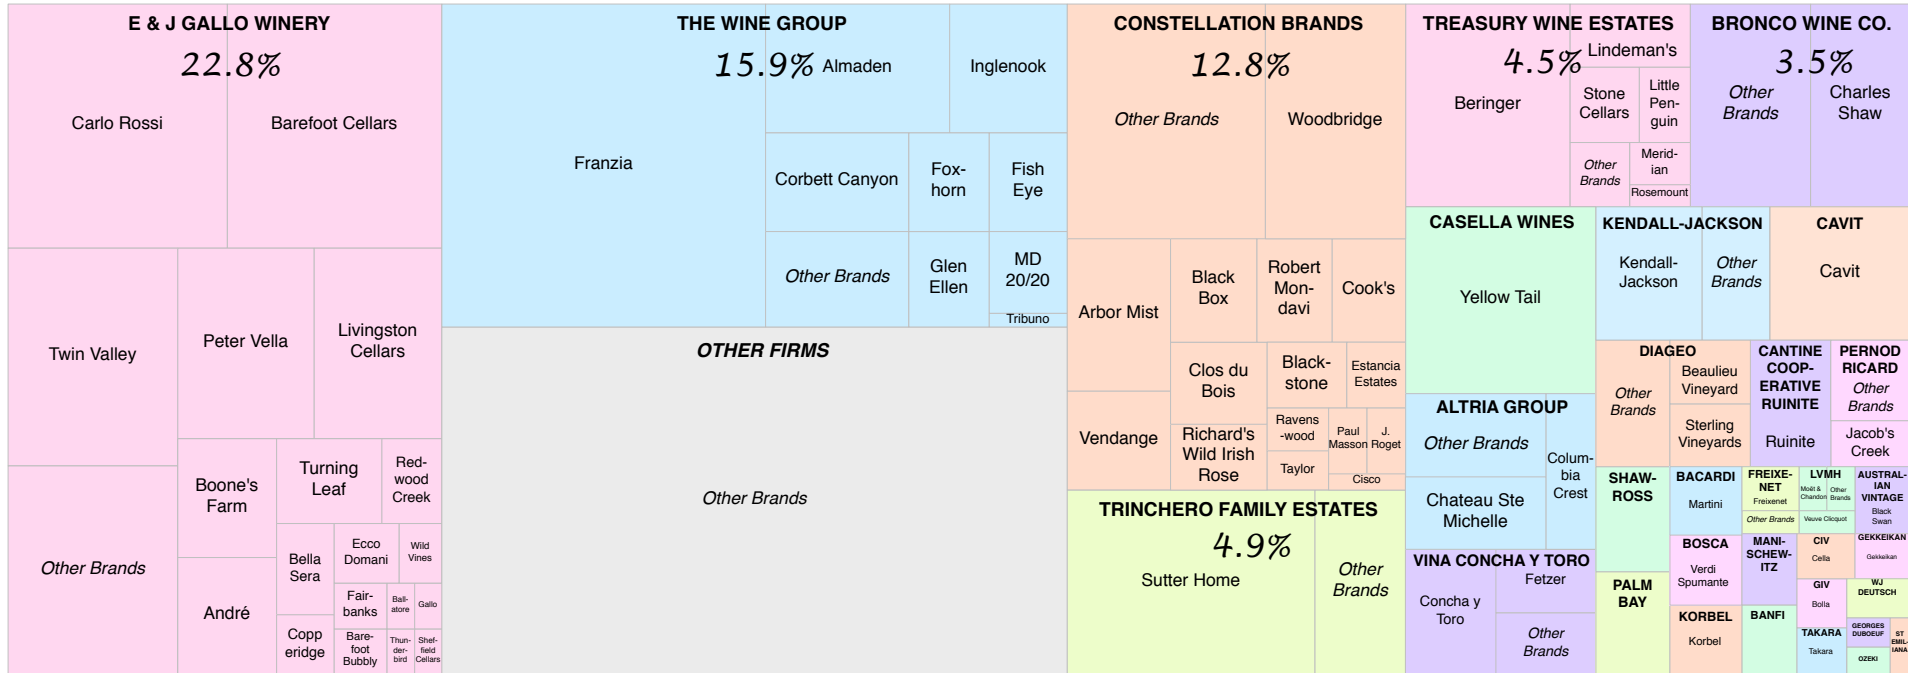 E & J GALLO WINERY
22.8%
Carlo Rossi
Barefoot Cellars
Twin Valley
Peter Vella
Livingston
Cellars
Other Brands
Boone's
Farm
André
Turning
Leaf
Red-
wood
Creek
Bella
Sera
Ecco
Domani
Wild
Vines
Copp
eridge
Fair-
banks
Ball-
atore
Gallo
Bare-
foot
Bubbly
Thun-
der-
bird
Shef-
field
Cellars
THE WINE GROUP
15.9%
Franzia
Almaden
Inglenook
Corbett Canyon
Fox-
horn
Fish
Eye
Other Brands
Glen
Ellen
MD
20/20
Tribuno
OTHER FIRMS
Other Brands
CONSTELLATION BRANDS
12.8%
Other Brands
Woodbridge
Arbor Mist
Black
Box
Robert
Mon-
davi
Cook's
Vendange
Clos du
Bois
Black-
stone
Estancia
Estates
Richard's
Wild Irish
Rose
Ravens
-wood
Paul
Masson
J.
Roget
Taylor
Cisco
TRINCHERO FAMILY ESTATES
4.9%
Sutter Home
Other
Brands
TREASURY WINE ESTATES
4.5%
Beringer
Lindeman's
Stone
Cellars
Little
Pen-
guin
Other
Brands
Merid-
ian
Rosemount
BRONCO WINE CO.
3.5%
Other
Brands
Charles
Shaw
CASELLA WINES
Yellow Tail
KENDALL-JACKSON
Kendall-
Jackson
Other
Brands
CAVIT
Cavit
ALTRIA GROUP
Other Brands
Chateau Ste
Michelle
Colum-
bia
Crest
VINA CONCHA Y TORO
Concha y
Toro
Fetzer
Other
Brands
DIAGEO
Other
Brands
Beaulieu
Vineyard
Sterling
Vineyards
CANTINE
COOP-
ERATIVE
RUINITE
Ruinite
PERNOD
RICARD
Other
Brands
Jacob's
Creek
SHAW-
ROSS
PALM
BAY
BACARDI
Martini
BOSCA
Verdi
Spumante
KORBEL
Korbel
FREIXE-
NET
Freixenet
Other Brands
LVMH
Moët &
Chandon
Other
Brands
Veuve Clicquot
AUSTRAL-
IAN
VINTAGE
Black
Swan
MANI-
SCHEW-
ITZ
BANFI
CIV
Cella
GEKKEIKAN
Gekkeikan
GIV
Bolla
WJ
DEUTSCH
TAKARA
Takara
GEORGES
DUBOEUF
OZEKI
ST
EMIL-
IANA